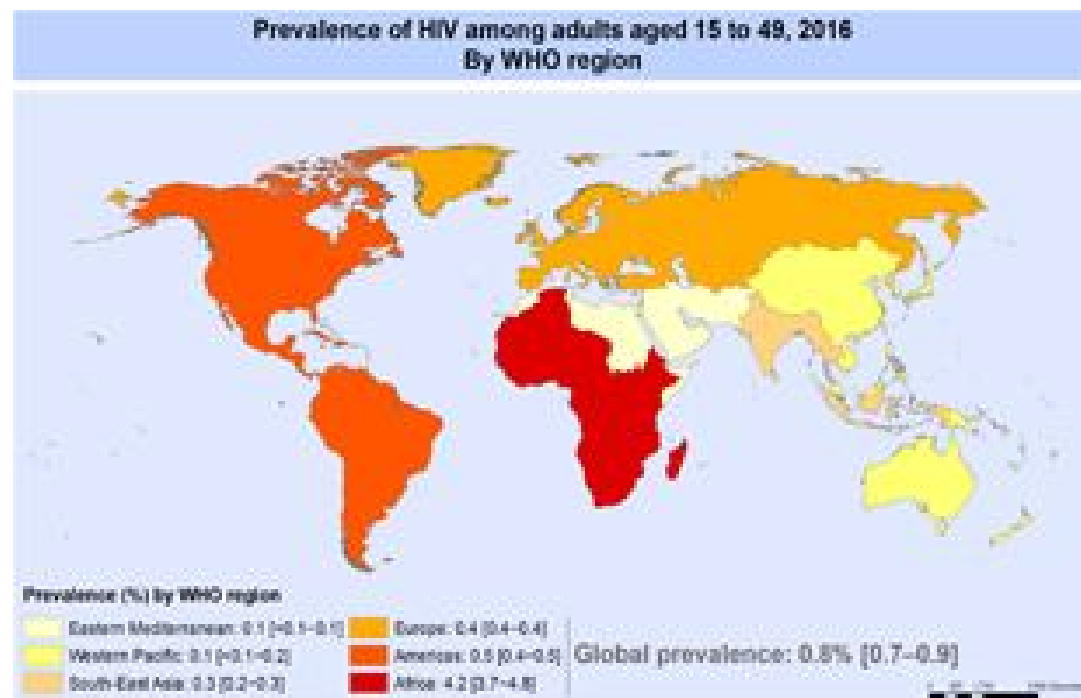 Prevalence of HIV among adults aged 15 to 49, 2016
By WHO region
Prevalence (%) by WHO region
Eastern Mediterranean: 0.1 [<0.1–0.1]
Western Pacific: 0.1 [<0.1–0.2]
South-East Asia: 0.3 [0.2–0.3]
Europe: 0.4 [0.4–0.4]
Americas: 0.5 [0.4–0.5]
Africa: 4.2 [3.7–4.8]
Global prevalence: 0.8% [0.7–0.9]